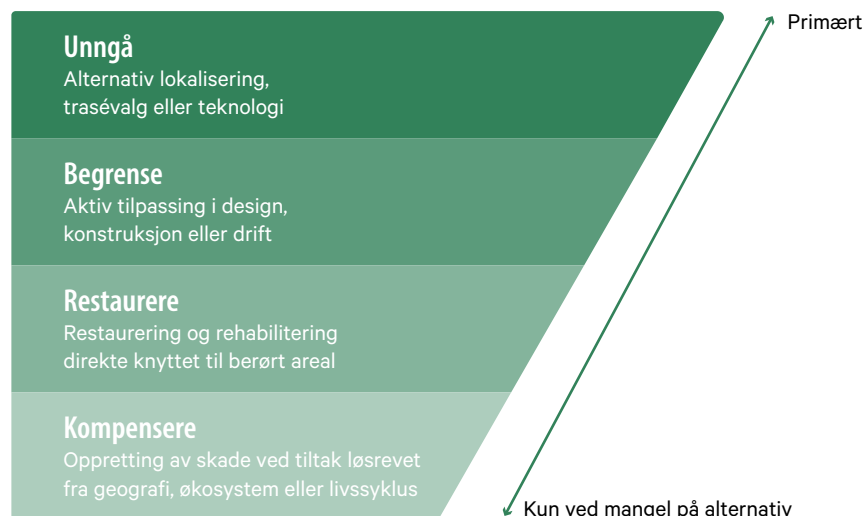 Primært
Unngå
Alternativ lokalisering,
trasévalg eller teknologi
Begrense
Aktiv tilpassing i design,
konstruksjon eller drift
Restaurere
Restaurering og rehabilitering
direkte knyttet til berørt areal
Kompensere
Oppretting av skade ved tiltak løsrevet
fra geografi, økosystem eller livssyklus
Kun ved mangel på alternativ